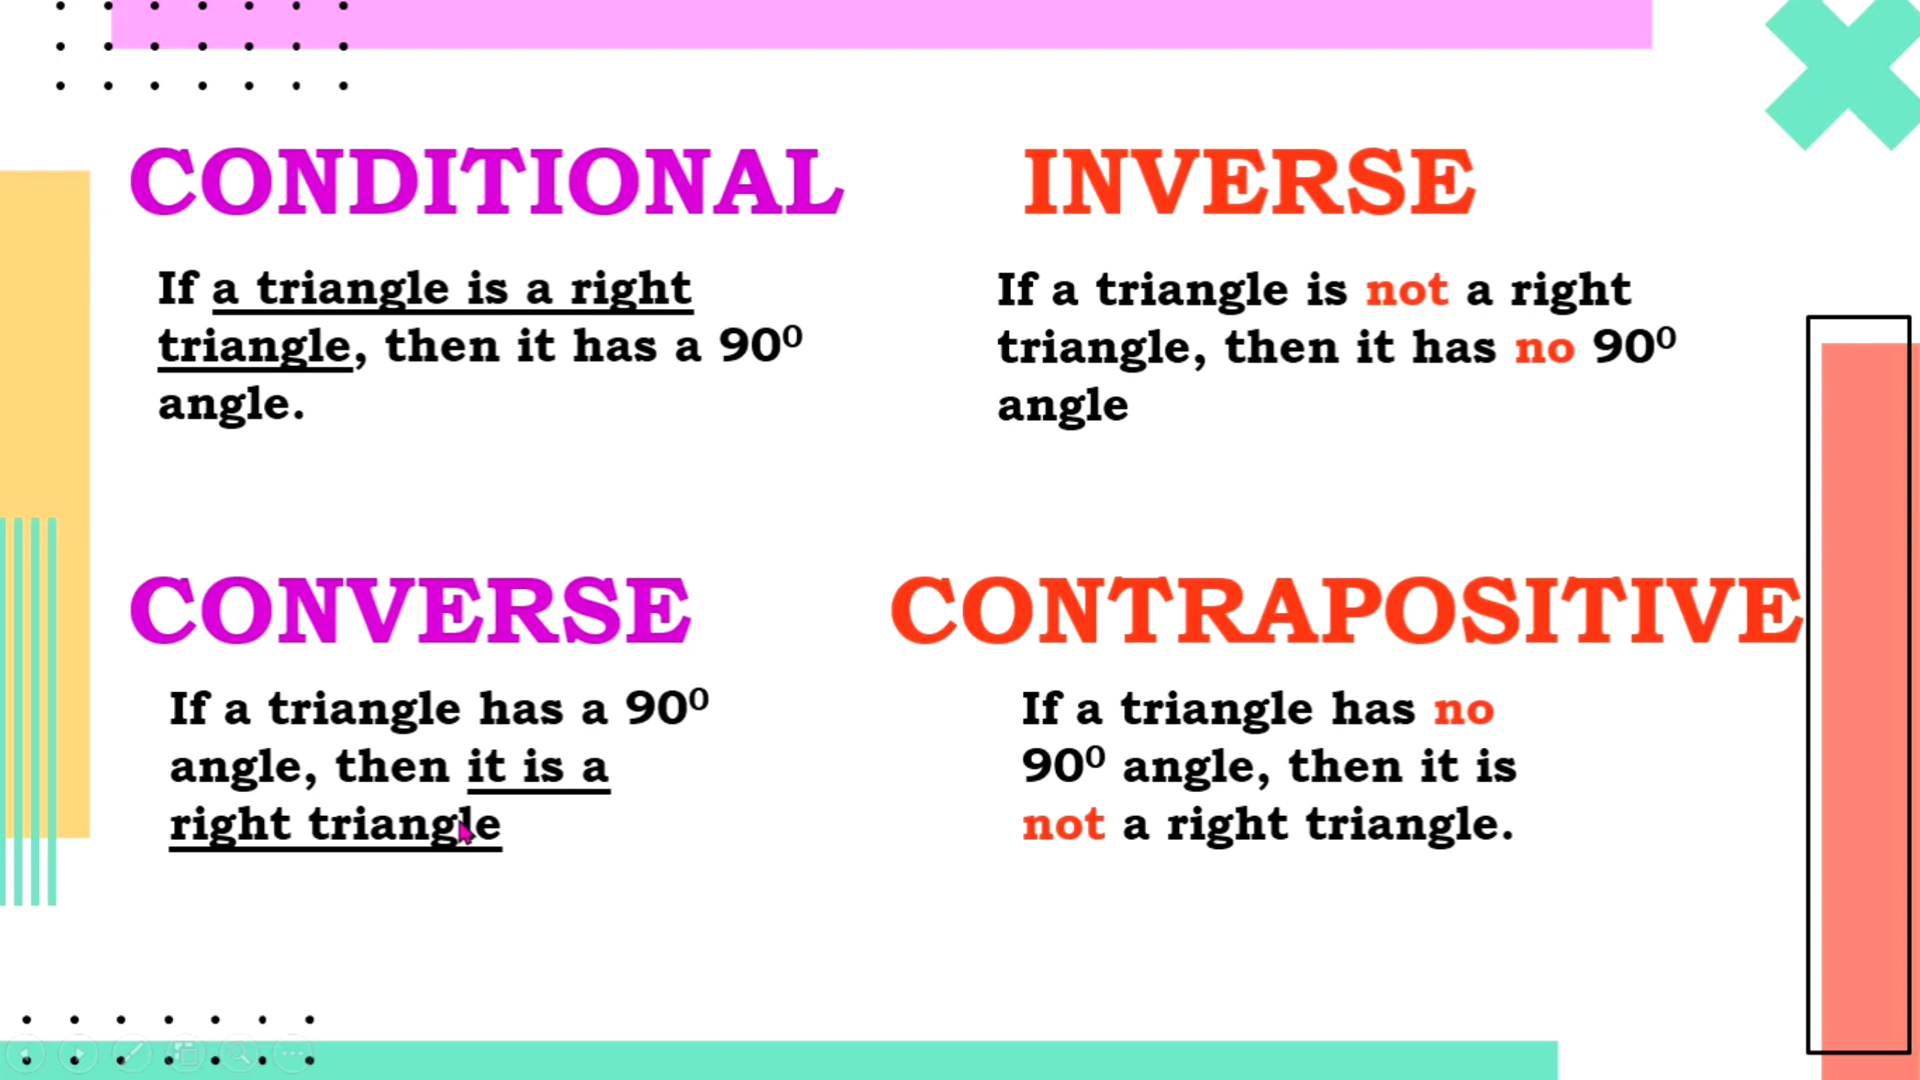 CONDITIONAL
If a triangle is a right
triangle, then it has a 90⁰
angle.
INVERSE
If a triangle is not a right
triangle, then it has no 90⁰
angle
CONVERSE
If a triangle has a 90⁰
angle, then it is a
right triangle
CONTRAPOSITIVE
If a triangle has no
90⁰ angle, then it is
not a right triangle.